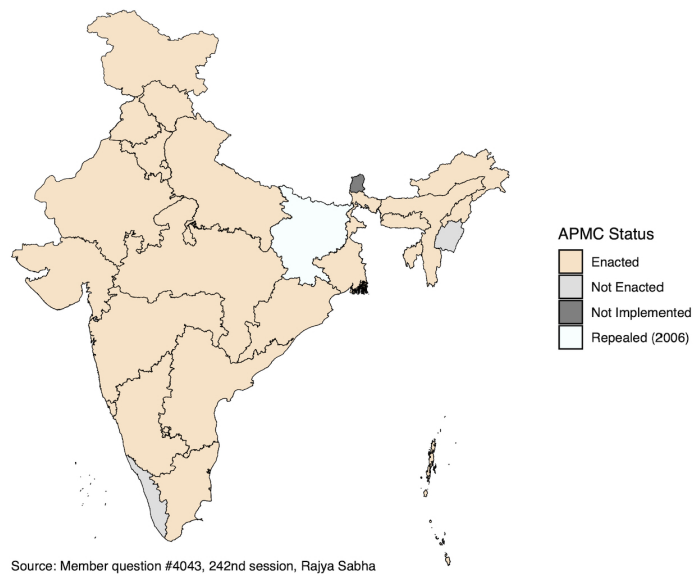 APMC Status
Enacted
Not Enacted
Not Implemented
Repealed (2006)
Source: Member question #4043, 242nd session, Rajya Sabha